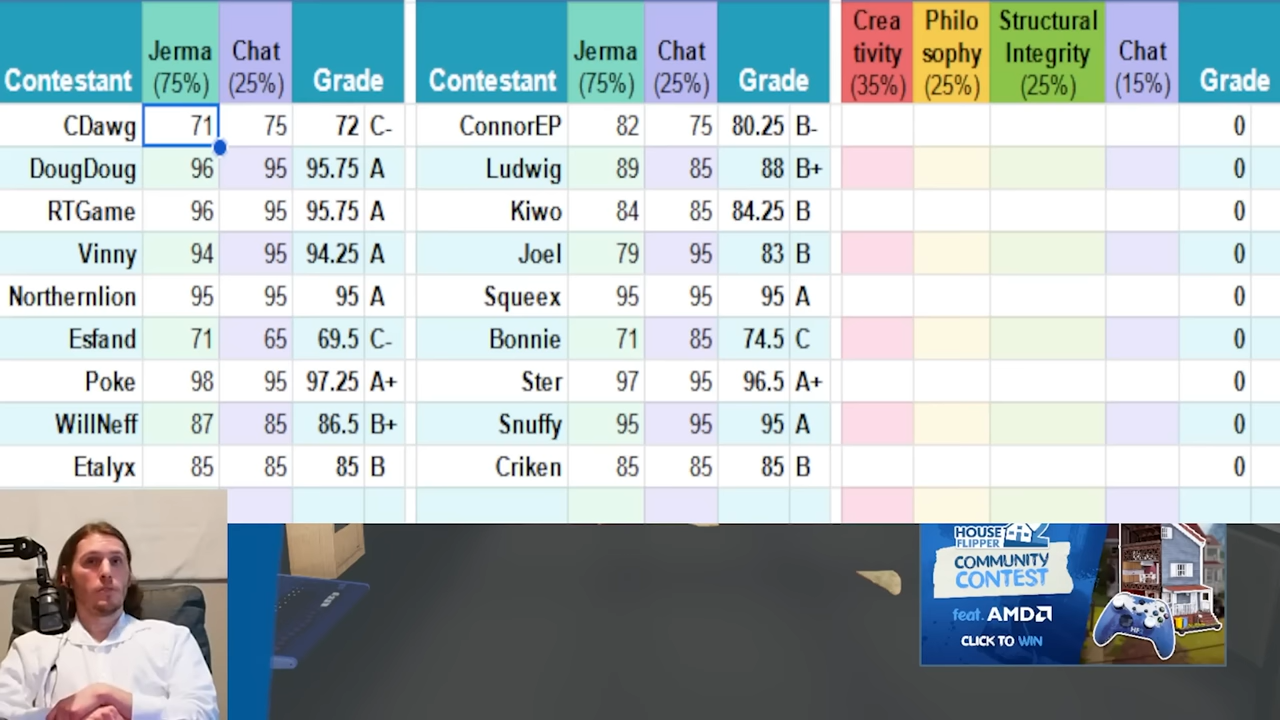 Contestant Jerma (75%) Chat (25%) Grade Contestant Jerma (75%) Chat (25%) Grade Crea tivity (35%) Philo sophy (25%) Structural Integrity (25%) Chat (15%) Grade
CDawg 71 75 72 C- ConnorEP 82 75 80.25 B- 0
DougDoug 96 95 95.75 A Ludwig 89 85 88 B+ 0
RTGame 96 95 95.75 A Kiwo 84 85 84.25 B 0
Vinny 94 95 94.25 A Joel 79 95 83 B 0
Northernlion 95 95 95 A Squeex 95 95 95 A 0
Esfand 71 65 69.5 C- Bonnie 71 85 74.5 C 0
Poke 98 95 97.25 A+ Ster 97 95 96.5 A+ 0
WillNeff 87 85 86.5 B+ Snuffy 95 95 95 A 0
Etalyx 85 85 85 B Criken 85 85 85 B 0
HOUSE
FLIPPER 2
COMMUNITY
CONTEST
feat. AMD
CLICK TO WIN